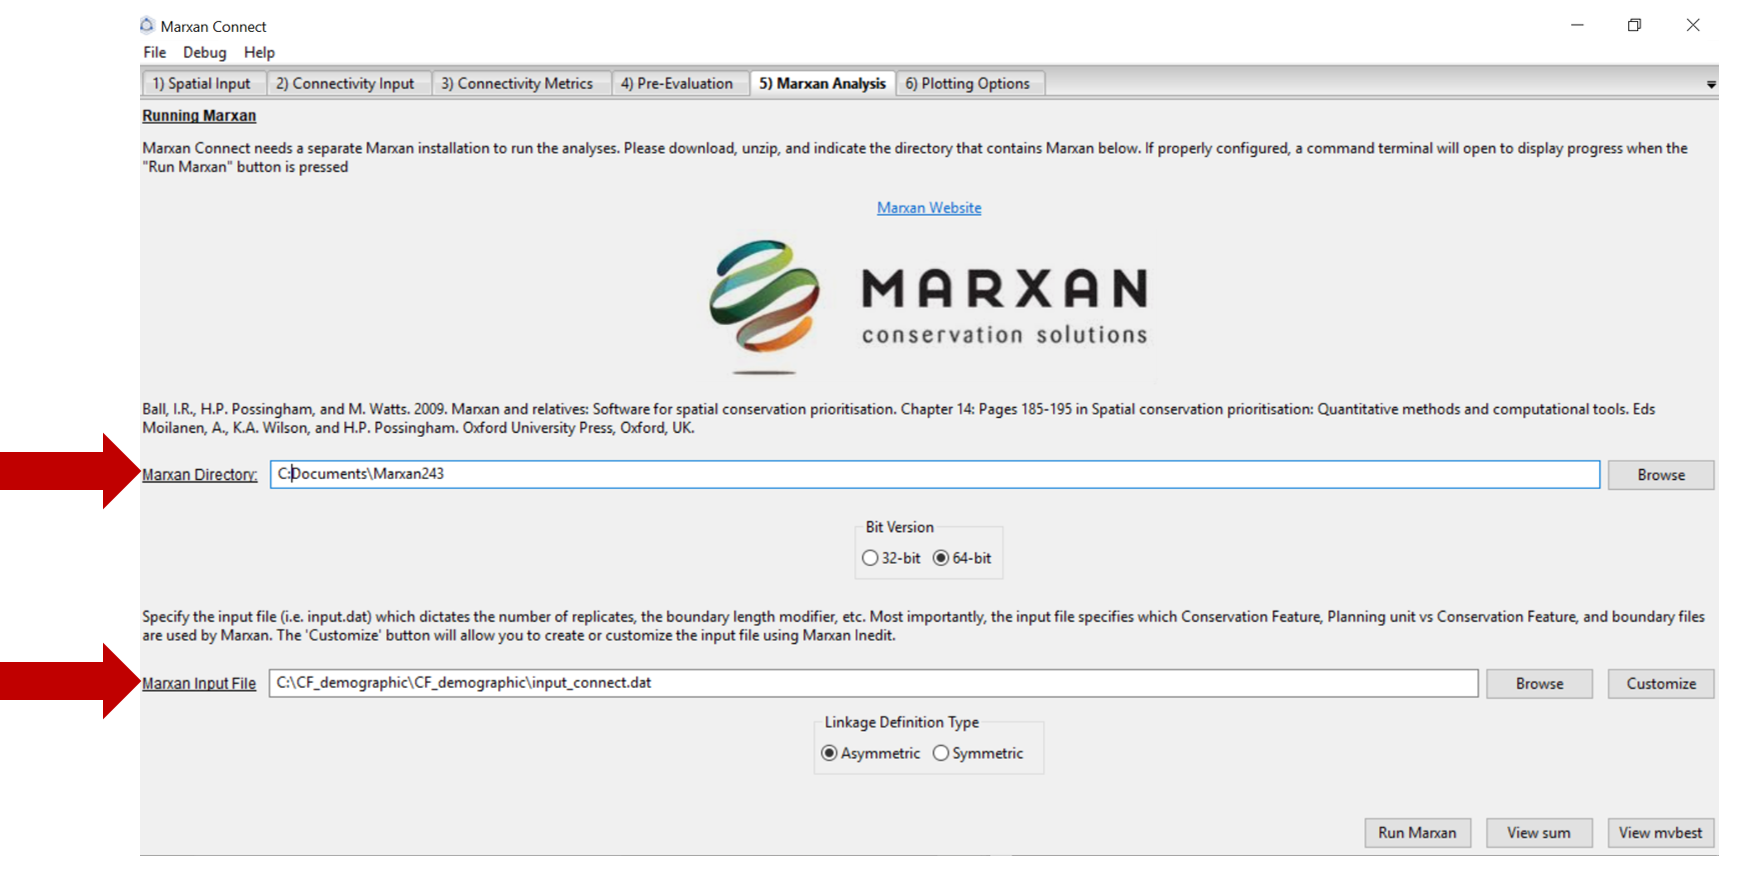 Marxan Connect
File Debug Help
1) Spatial Input 2) Connectivity Input 3) Connectivity Metrics 4) Pre-Evaluation 5) Marxan Analysis 6) Plotting Options
Running Marxan
Marxan Connect needs a separate Marxan installation to run the analyses. Please download, unzip, and indicate the directory that contains Marxan below. If properly configured, a command terminal will open to display progress when the
"Run Marxan" button is pressed
Marxan Website
MARXAN
conservation solutions
Ball, I.R., H.P. Possingham, and M. Watts. 2009. Marxan and relatives: Software for spatial conservation prioritisation. Chapter 14: Pages 185-195 in Spatial conservation prioritisation: Quantitative methods and computational tools. Eds
Moilanen, A., K.A. Wilson, and H.P. Possingham. Oxford University Press, Oxford, UK.
Marxan Directory: C:Documents\Marxan243 Browse
Bit Version
32-bit 64-bit
Specify the input file (i.e. input.dat) which dictates the number of replicates, the boundary length modifier, etc. Most importantly, the input file specifies which Conservation Feature, Planning unit vs Conservation Feature, and boundary files
are used by Marxan. The 'Customize' button will allow you to create or customize the input file using Marxan Inedit.
Marxan Input File C:\CF_demographic\CF_demographic\input_connect.dat Browse Customize
Linkage Definition Type
Asymmetric Symmetric
Run Marxan View sum View mvbest